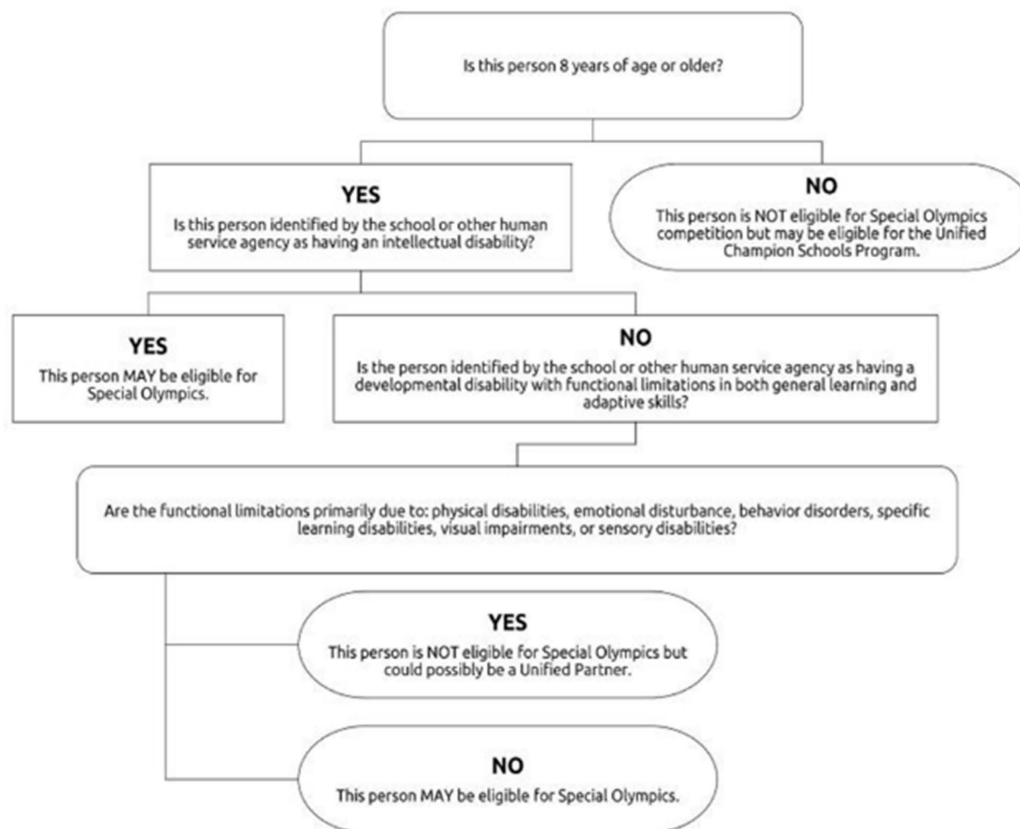 Is this person 8 years of age or older?
YES
Is this person identified by the school or other human
service agency as having an intellectual disability?
NO
This person is NOT eligible for Special Olympics
competition but may be eligible for the Unified
Champion Schools Program.
YES
This person MAY be eligible for
Special Olympics.
NO
Is the person identified by the school or other human service agency as having a
developmental disability with functional limitations in both general learning and
adaptive skills?
Are the functional limitations primarily due to: physical disabilities, emotional disturbance, behavior disorders, specific
learning disabilities, visual impairments, or sensory disabilities?
YES
This person is NOT eligible for Special Olympics but
could possibly be a Unified Partner.
NO
This person MAY be eligible for Special Olympics.